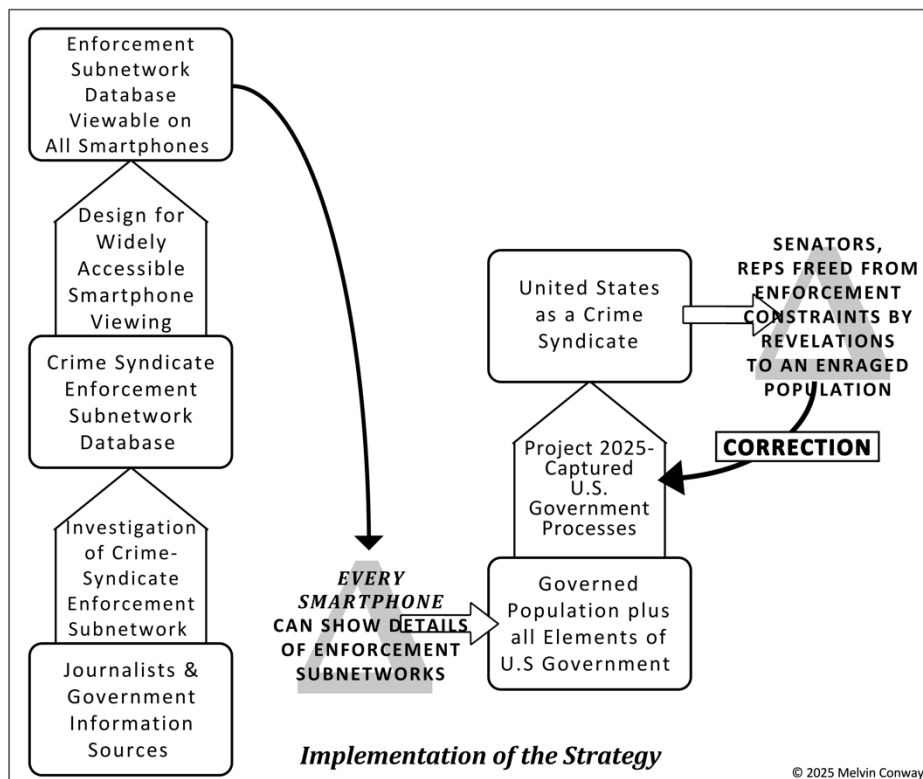 Enforcement
Subnetwork
Database
Viewable on
All Smartphones
Design for
Widely
Accessible
Smartphone
Viewing
Crime Syndicate
Enforcement
Subnetwork
Database
Investigation
of Crime-
Syndicate
Enforcement
Subnetwork
Journalists &
Government
Information
Sources
EVERY
SMARTPHONE
CAN SHOW DETAILS
OF ENFORCEMENT
SUBNETWORKS
United States
as a Crime
Syndicate
Project 2025-
Captured
U.S.
Government
Processes
Governed
Population plus
all Elements of
U.S Government
SENATORS,
REPS FREED FROM
ENFORCEMENT
CONSTRAINTS BY
REVELATIONS
TO AN ENRAGED
POPULATION
CORRECTION
Implementation of the Strategy
© 2025 Melvin Conway